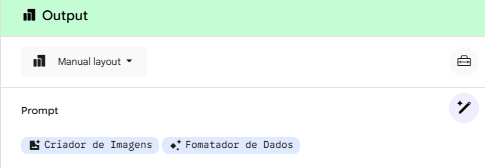 Output
Manual layout
Prompt
Criador de Imagens Fomatador de Dados